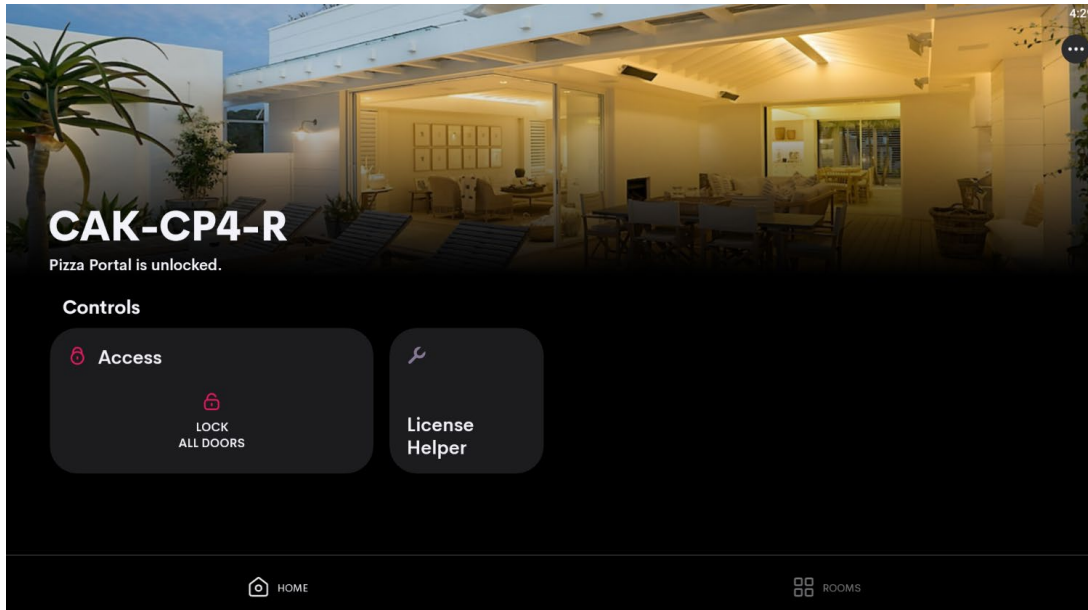 CAK-CP4-R
Pizza Portal is unlocked.
Controls
Access
LOCK
ALL DOORS
License
Helper
HOME
ROOMS